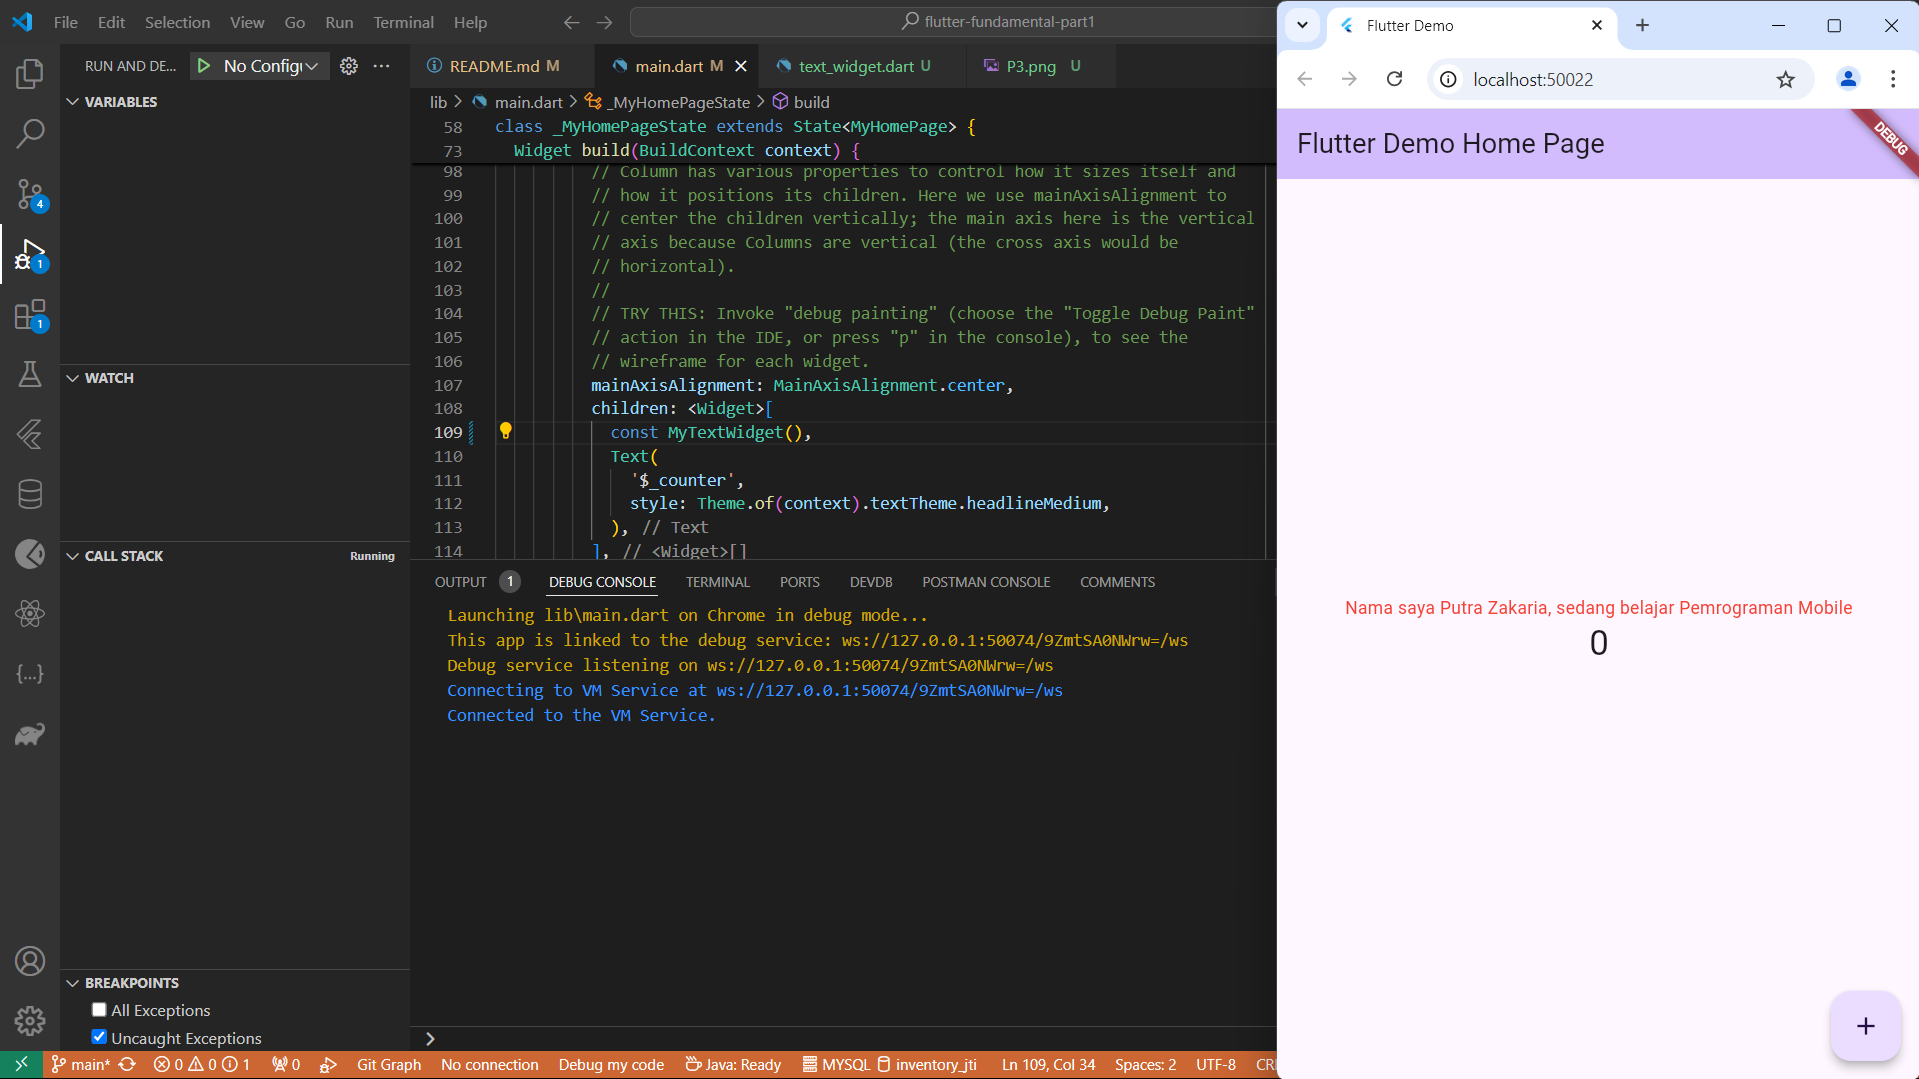 File Edit Selection View Go Run Terminal Help
flutter-fundamental-part1
RUN AND DE...
No Configu
README.md M
main.dart M
text_widget.dart U
P3.png U
lib > main.dart > _MyHomePageState > build
VARIABLES
58 class _MyHomePageState extends State<MyHomePage> {
73 Widget build(BuildContext context) {
98 // Column has various properties to control how it sizes itself and
99 // how it positions its children. Here we use mainAxisAlignment to
100 // center the children vertically; the main axis here is the vertical
101 // axis because Columns are vertical (the cross axis would be
102 // horizontal).
103 //
104 // TRY THIS: Invoke "debug painting" (choose the "Toggle Debug Paint"
105 // action in the IDE, or press "p" in the console), to see the
106 // wireframe for each widget.
107 mainAxisAlignment: MainAxisAlignment.center,
108 children: <Widget>[
109 const MyTextWidget(),
110 Text(
111 '$_counter',
112 style: Theme.of(context).textTheme.headlineMedium,
113 ), // Text
114 ], // <Widget>[]
4
1
1
WATCH
CALL STACK
Running
BREAKPOINTS
All Exceptions
Uncaught Exceptions
OUTPUT 1 DEBUG CONSOLE TERMINAL PORTS DEVDB POSTMAN CONSOLE COMMENTS
Launching lib\main.dart on Chrome in debug mode...
This app is linked to the debug service: ws://127.0.0.1:50074/9ZmtSA0NWrw=/ws
Debug service listening on ws://127.0.0.1:50074/9ZmtSA0NWrw=/ws
Connecting to VM Service at ws://127.0.0.1:50074/9ZmtSA0NWrw=/ws
Connected to the VM Service.
main* 0 0 1 0 Git Graph No connection Debug my code Java: Ready MYSQL inventory_jti Ln 109, Col 34 Spaces: 2 UTF-8
Flutter Demo
localhost:50022
Flutter Demo Home Page
DEBUG
Nama saya Putra Zakaria, sedang belajar Pemrograman Mobile
0
+